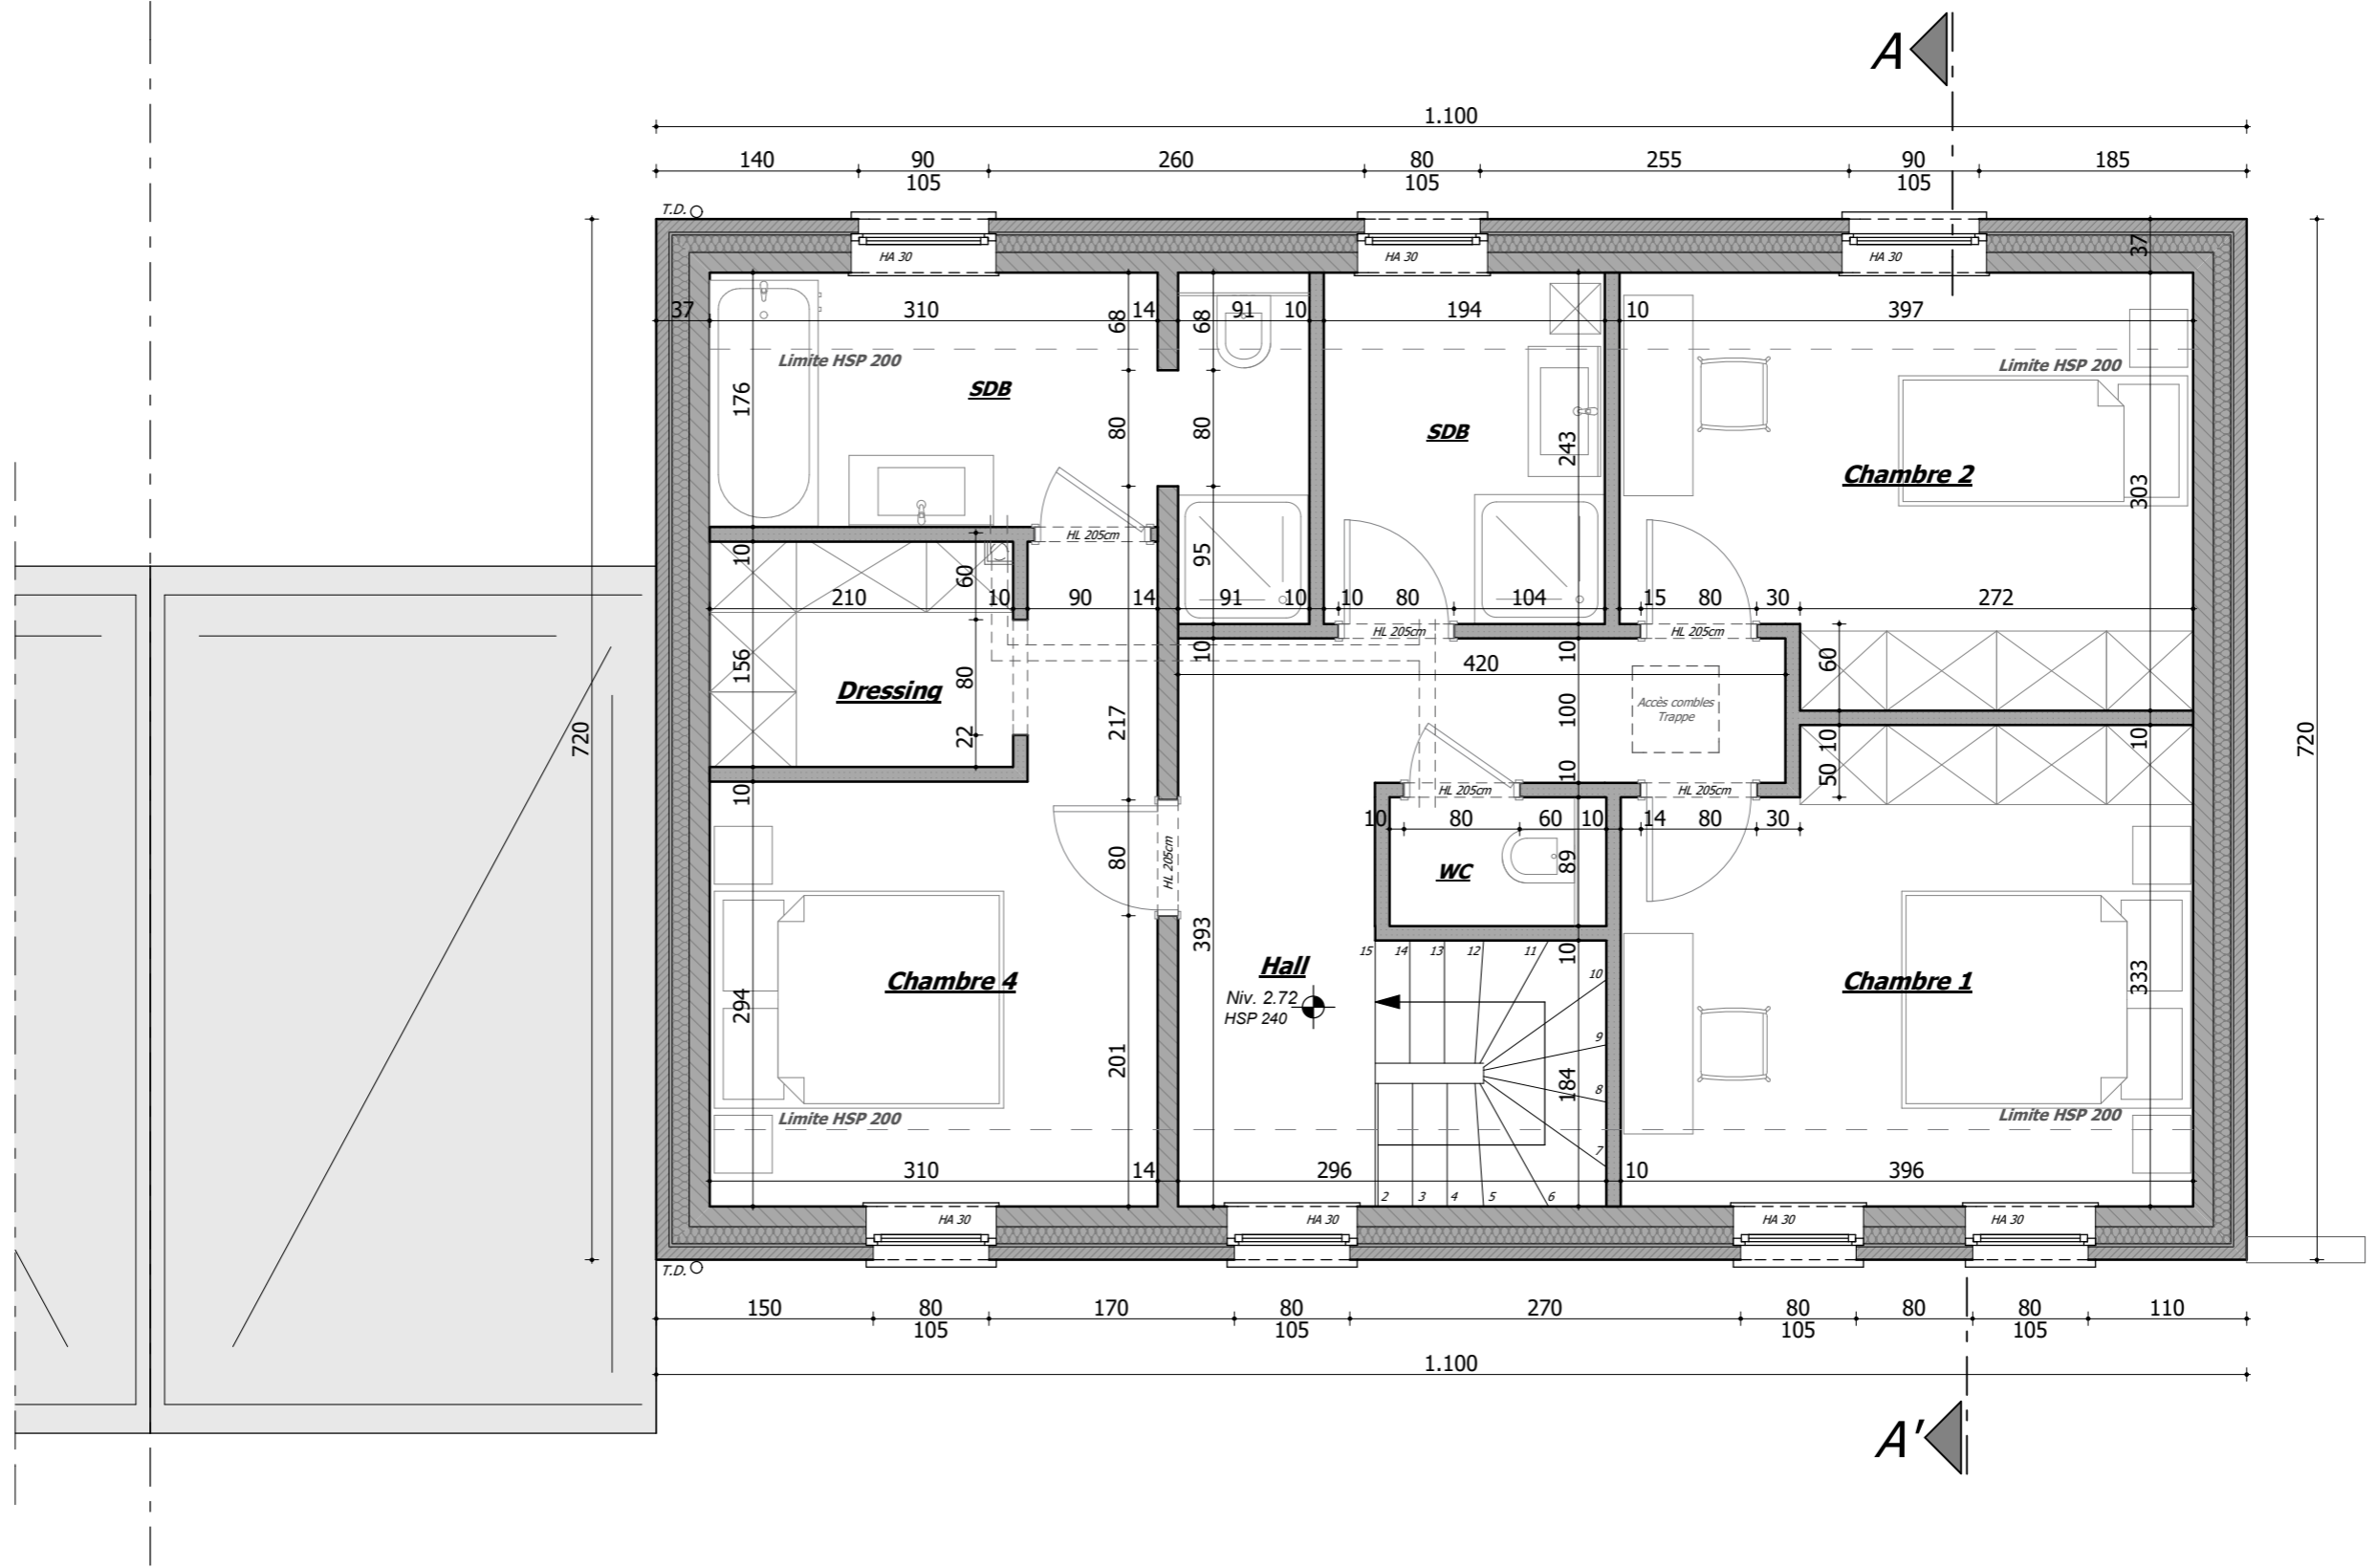 A
1.100
140 90 260 80 255 90 185
105 105 105
T.D.
HA 30 HA 30 HA 30
37
37 310 14 91 10 194 10 397
68 68
Limite HSP 200
Limite HSP 200
SDB
176
80 80
SDB
243
Chambre 2
303
HL 205cm
10
60
95
210 10 90 14 91 10 10 80 104 15 80 30 272
HL 205cm HL 205cm
10 10
420
60
156
Dressing
80
217
100
Accès combles
Trappe
720
22
10
10
10
720
50
10
10
HL 205cm HL 205cm
10 80 60 10 14 80 30
80
HL 205cm
WC
89
393
15 14 13 12 11
10
10
Hall
Niv. 2.72
HSP 240
Chambre 4
294
Chambre 1
333
9
201
8
184
Limite HSP 200
Limite HSP 200
7
310 14 296 10 396
2 3 4 5 6
HA 30 HA 30 HA 30 HA 30
T.D.
150 80 170 80 270 80 80 80 110
105 105 105 105
1.100
A'